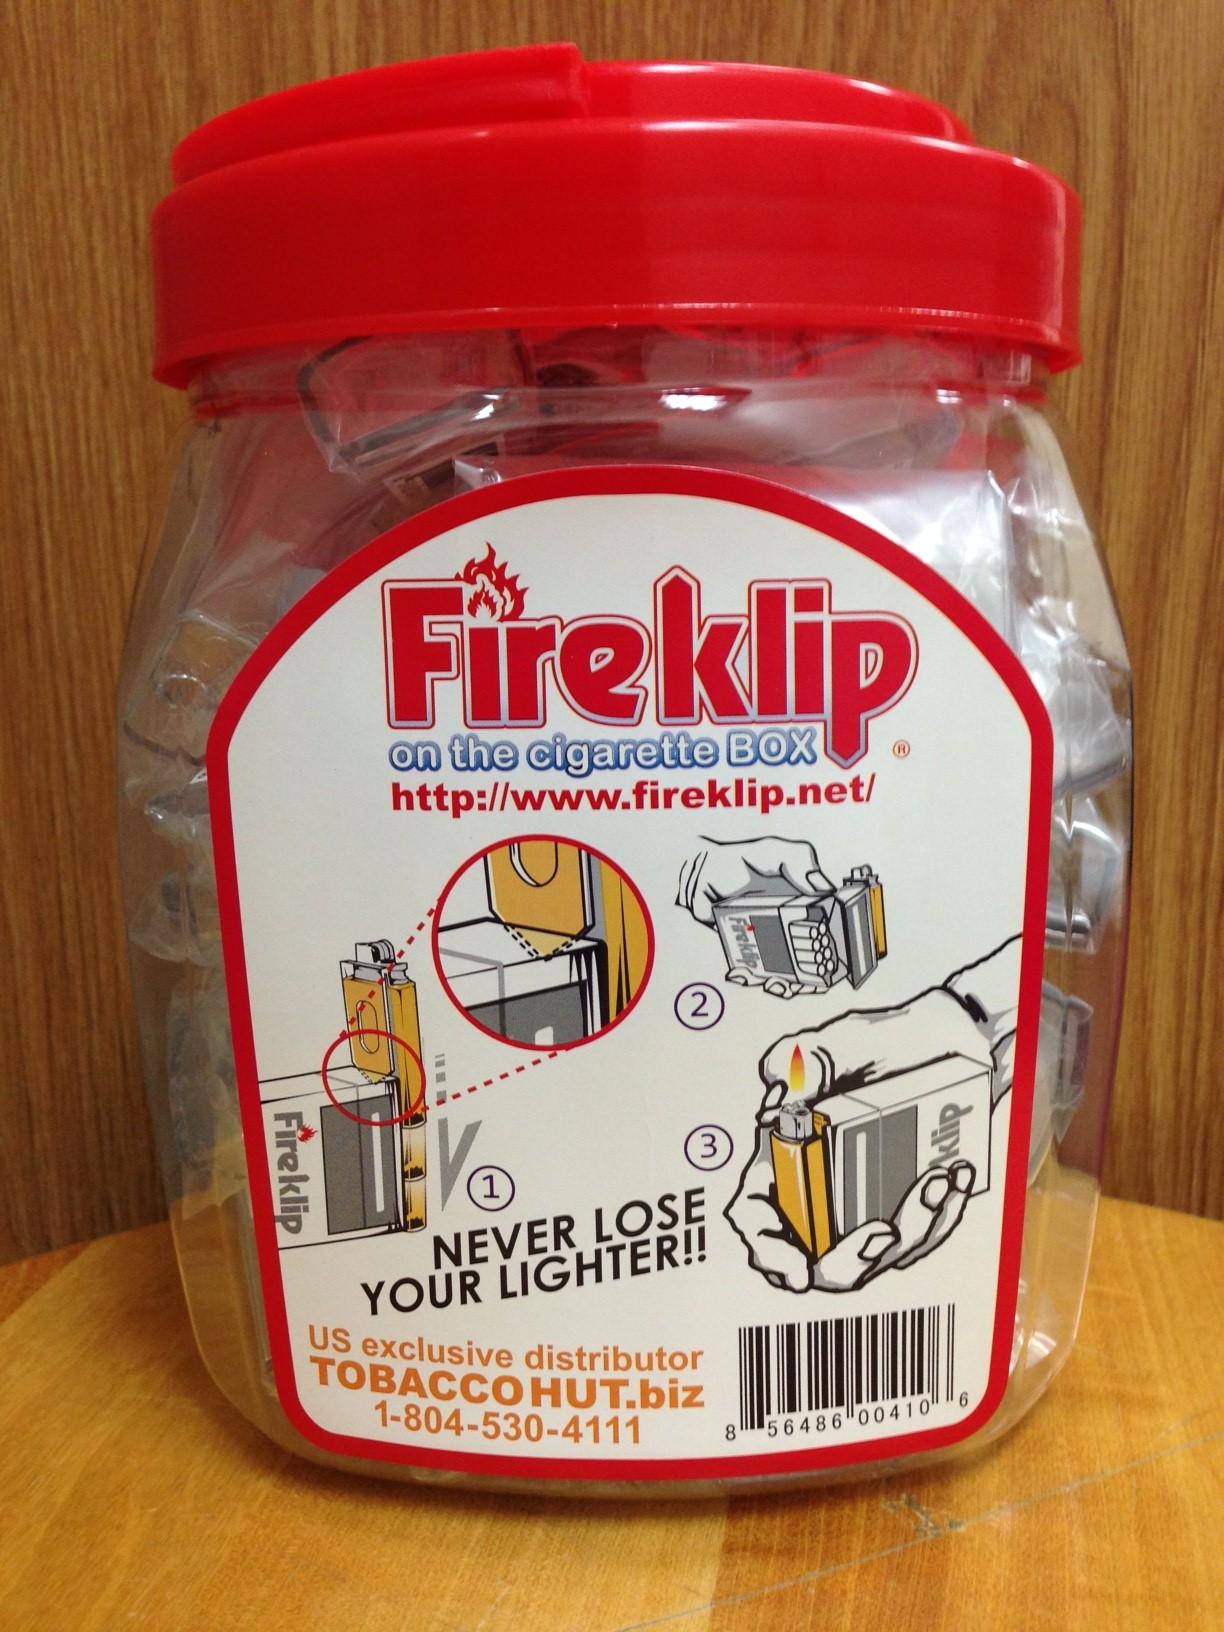 Fireklip
on the cigarette BOX ®
http://www.fireklip.net/
Fireklip
2
Fireklip
1
3
klip
NEVER LOSE
YOUR LIGHTER!!
US exclusive distributor
TOBACCOHUT.biz
1-804-530-4111
8 56486 00410 6